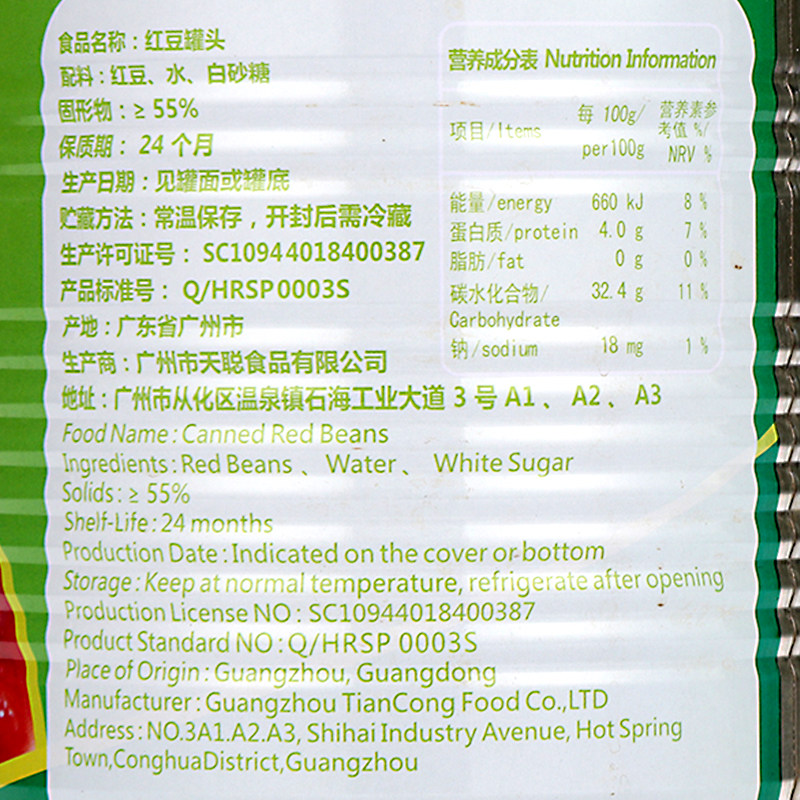 食品名称：红豆罐头
配料：红豆、水、白砂糖
固形物：≥ 55%
保质期：24 个月
生产日期：见罐面或罐底
贮藏方法：常温保存，开封后需冷藏
生产许可证号：SC10944018400387
产品标准号：Q/HRSP0003S
产地：广东省广州市
生产商：广州市天聪食品有限公司
地址：广州市从化区温泉镇石海工业大道 3 号 A1、A2、A3
Food Name : Canned Red Beans
Ingredients : Red Beans 、 Water 、 White Sugar
Solids : ≥ 55%
Shelf-Life : 24 months
Production Date : Indicated on the cover or bottom
Storage : Keep at normal temperature, refrigerate after opening
Production License NO : SC10944018400387
Product Standard NO : Q/HRSP 0003S
Place of Origin : Guangzhou, Guangdong
Manufacturer : Guangzhou TianCong Food Co.,LTD
Address : NO.3A1.A2.A3, Shihai Industry Avenue, Hot Spring
Town,ConghuaDistrict,Guangzhou
营养成分表 Nutrition Information
项目/Items 每 100g/ per100g 营养素参考值 %/ NRV %
能量/energy 660 kJ 8 %
蛋白质/protein 4.0 g 7 %
脂肪/fat 0 g 0 %
碳水化合物/ 32.4 g 11 %
Carbohydrate
钠/sodium 18 mg 1 %